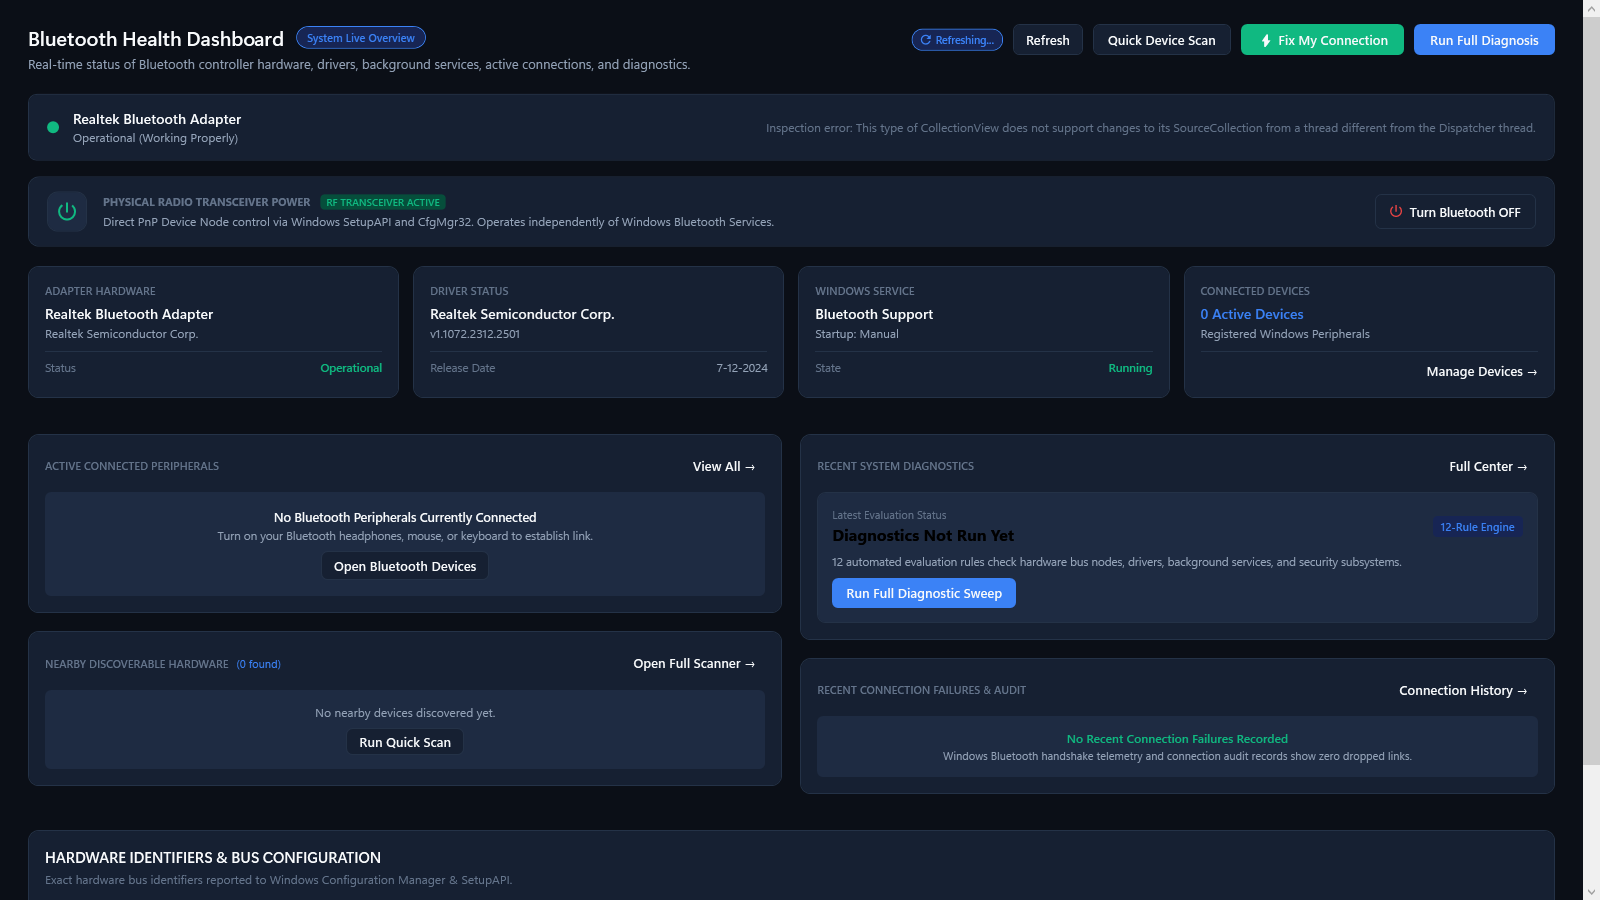 Bluetooth Health Dashboard
System Live Overview
Real-time status of Bluetooth controller hardware, drivers, background services, active connections, and diagnostics.
Refreshing...
Refresh
Quick Device Scan
Fix My Connection
Run Full Diagnosis
Realtek Bluetooth Adapter
Operational (Working Properly)
Inspection error: This type of CollectionView does not support changes to its SourceCollection from a thread different from the Dispatcher thread.
PHYSICAL RADIO TRANSCEIVER POWER
RF TRANSCEIVER ACTIVE
Direct PnP Device Node control via Windows SetupAPI and CfgMgr32. Operates independently of Windows Bluetooth Services.
Turn Bluetooth OFF
ADAPTER HARDWARE
Realtek Bluetooth Adapter
Realtek Semiconductor Corp.
Status
Operational
DRIVER STATUS
Realtek Semiconductor Corp.
v1.1072.2312.2501
Release Date
7-12-2024
WINDOWS SERVICE
Bluetooth Support
Startup: Manual
State
Running
CONNECTED DEVICES
0 Active Devices
Registered Windows Peripherals
Manage Devices →
ACTIVE CONNECTED PERIPHERALS
View All →
No Bluetooth Peripherals Currently Connected
Turn on your Bluetooth headphones, mouse, or keyboard to establish link.
Open Bluetooth Devices
NEARBY DISCOVERABLE HARDWARE (0 found)
Open Full Scanner →
No nearby devices discovered yet.
Run Quick Scan
RECENT SYSTEM DIAGNOSTICS
Full Center →
Latest Evaluation Status
Diagnostics Not Run Yet
12-Rule Engine
12 automated evaluation rules check hardware bus nodes, drivers, background services, and security subsystems.
Run Full Diagnostic Sweep
RECENT CONNECTION FAILURES & AUDIT
Connection History →
No Recent Connection Failures Recorded
Windows Bluetooth handshake telemetry and connection audit records show zero dropped links.
HARDWARE IDENTIFIERS & BUS CONFIGURATION
Exact hardware bus identifiers reported to Windows Configuration Manager & SetupAPI.